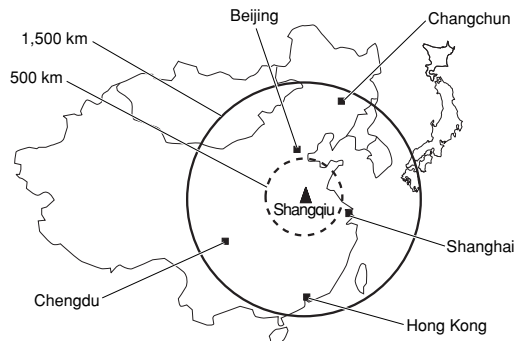 Beijing
Changchun
1,500 km
500 km
Shangqiu
Shanghai
Chengdu
Hong Kong